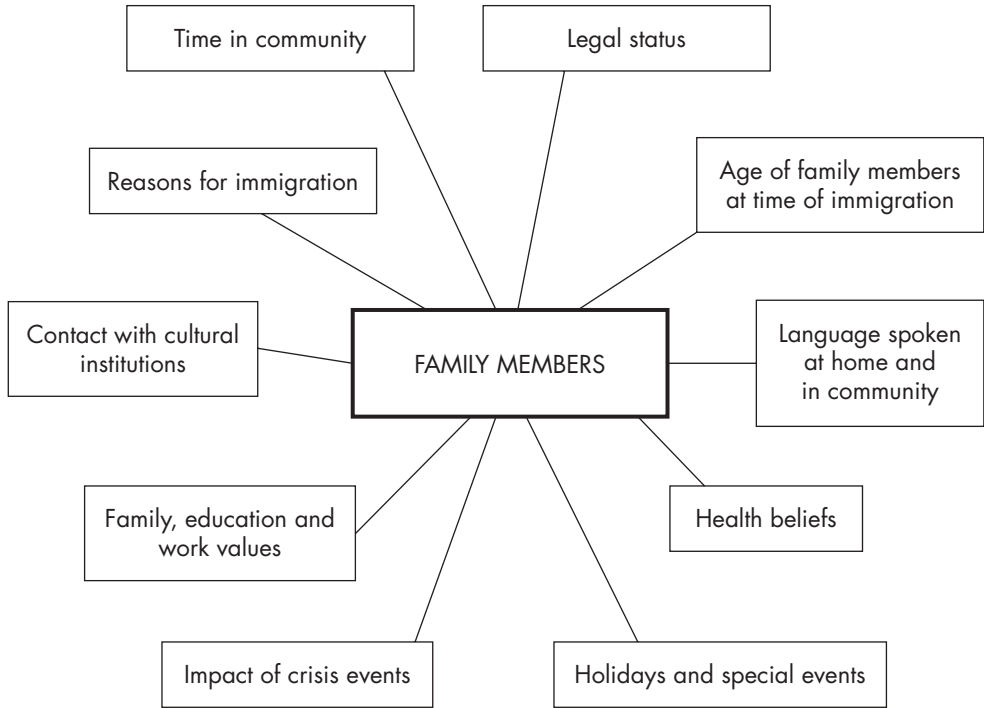 Time in community
Legal status
Reasons for immigration
Age of family members
at time of immigration
Contact with cultural
institutions
FAMILY MEMBERS
Language spoken
at home and
in community
Family, education and
work values
Health beliefs
Impact of crisis events
Holidays and special events